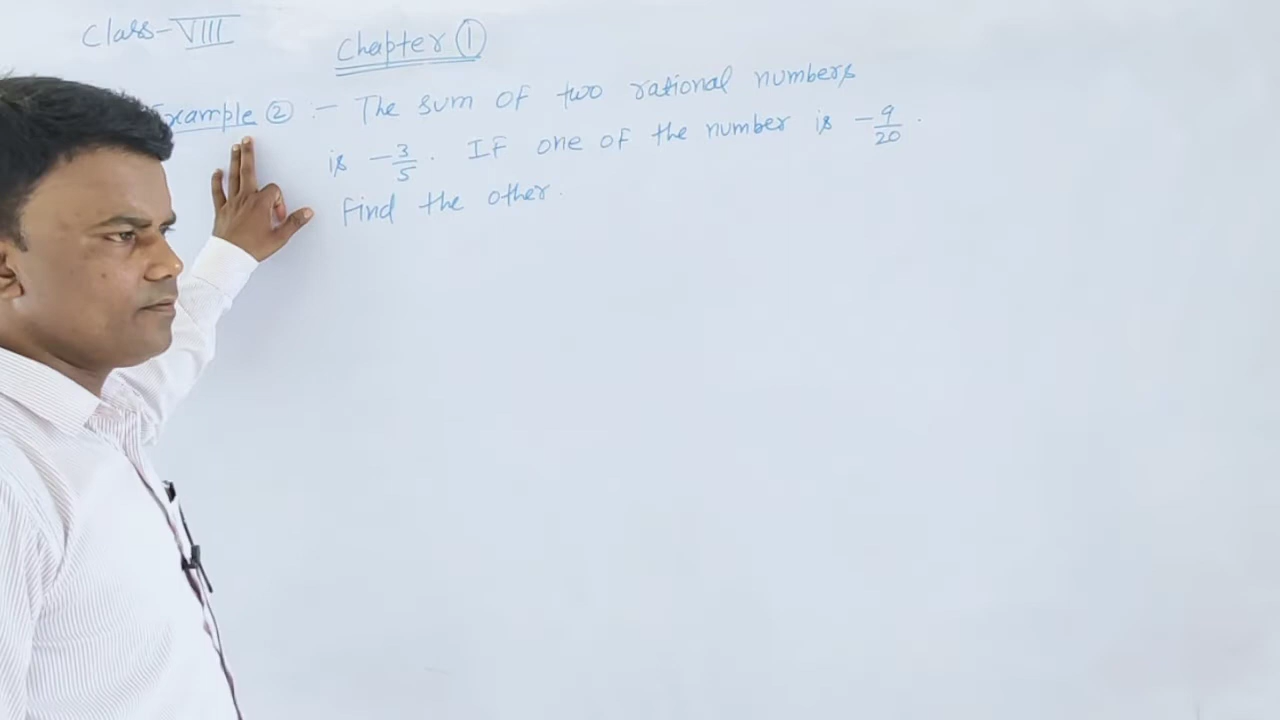 Class-VIII
Chapter ①
Example ② :- The sum of two rational numbers
is -3/5. If one of the number is -9/20.
Find the other.